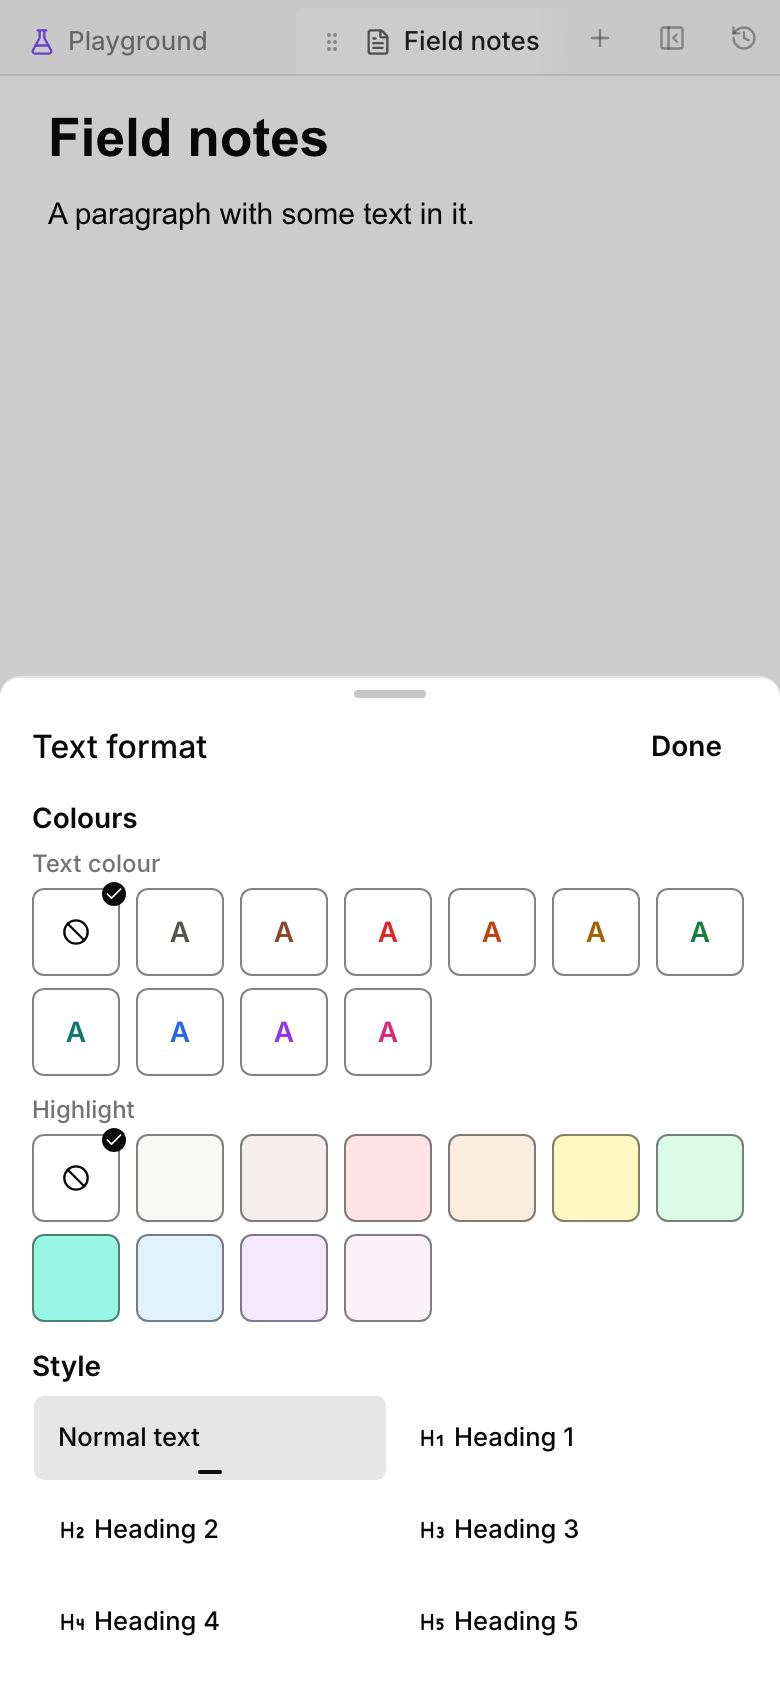 Playground
Field notes
Field notes
A paragraph with some text in it.
Text format
Done
Colours
Text colour
A A A A A A
A A A A
Highlight
Style
Normal text
H1 Heading 1
H2 Heading 2
H3 Heading 3
H4 Heading 4
H5 Heading 5